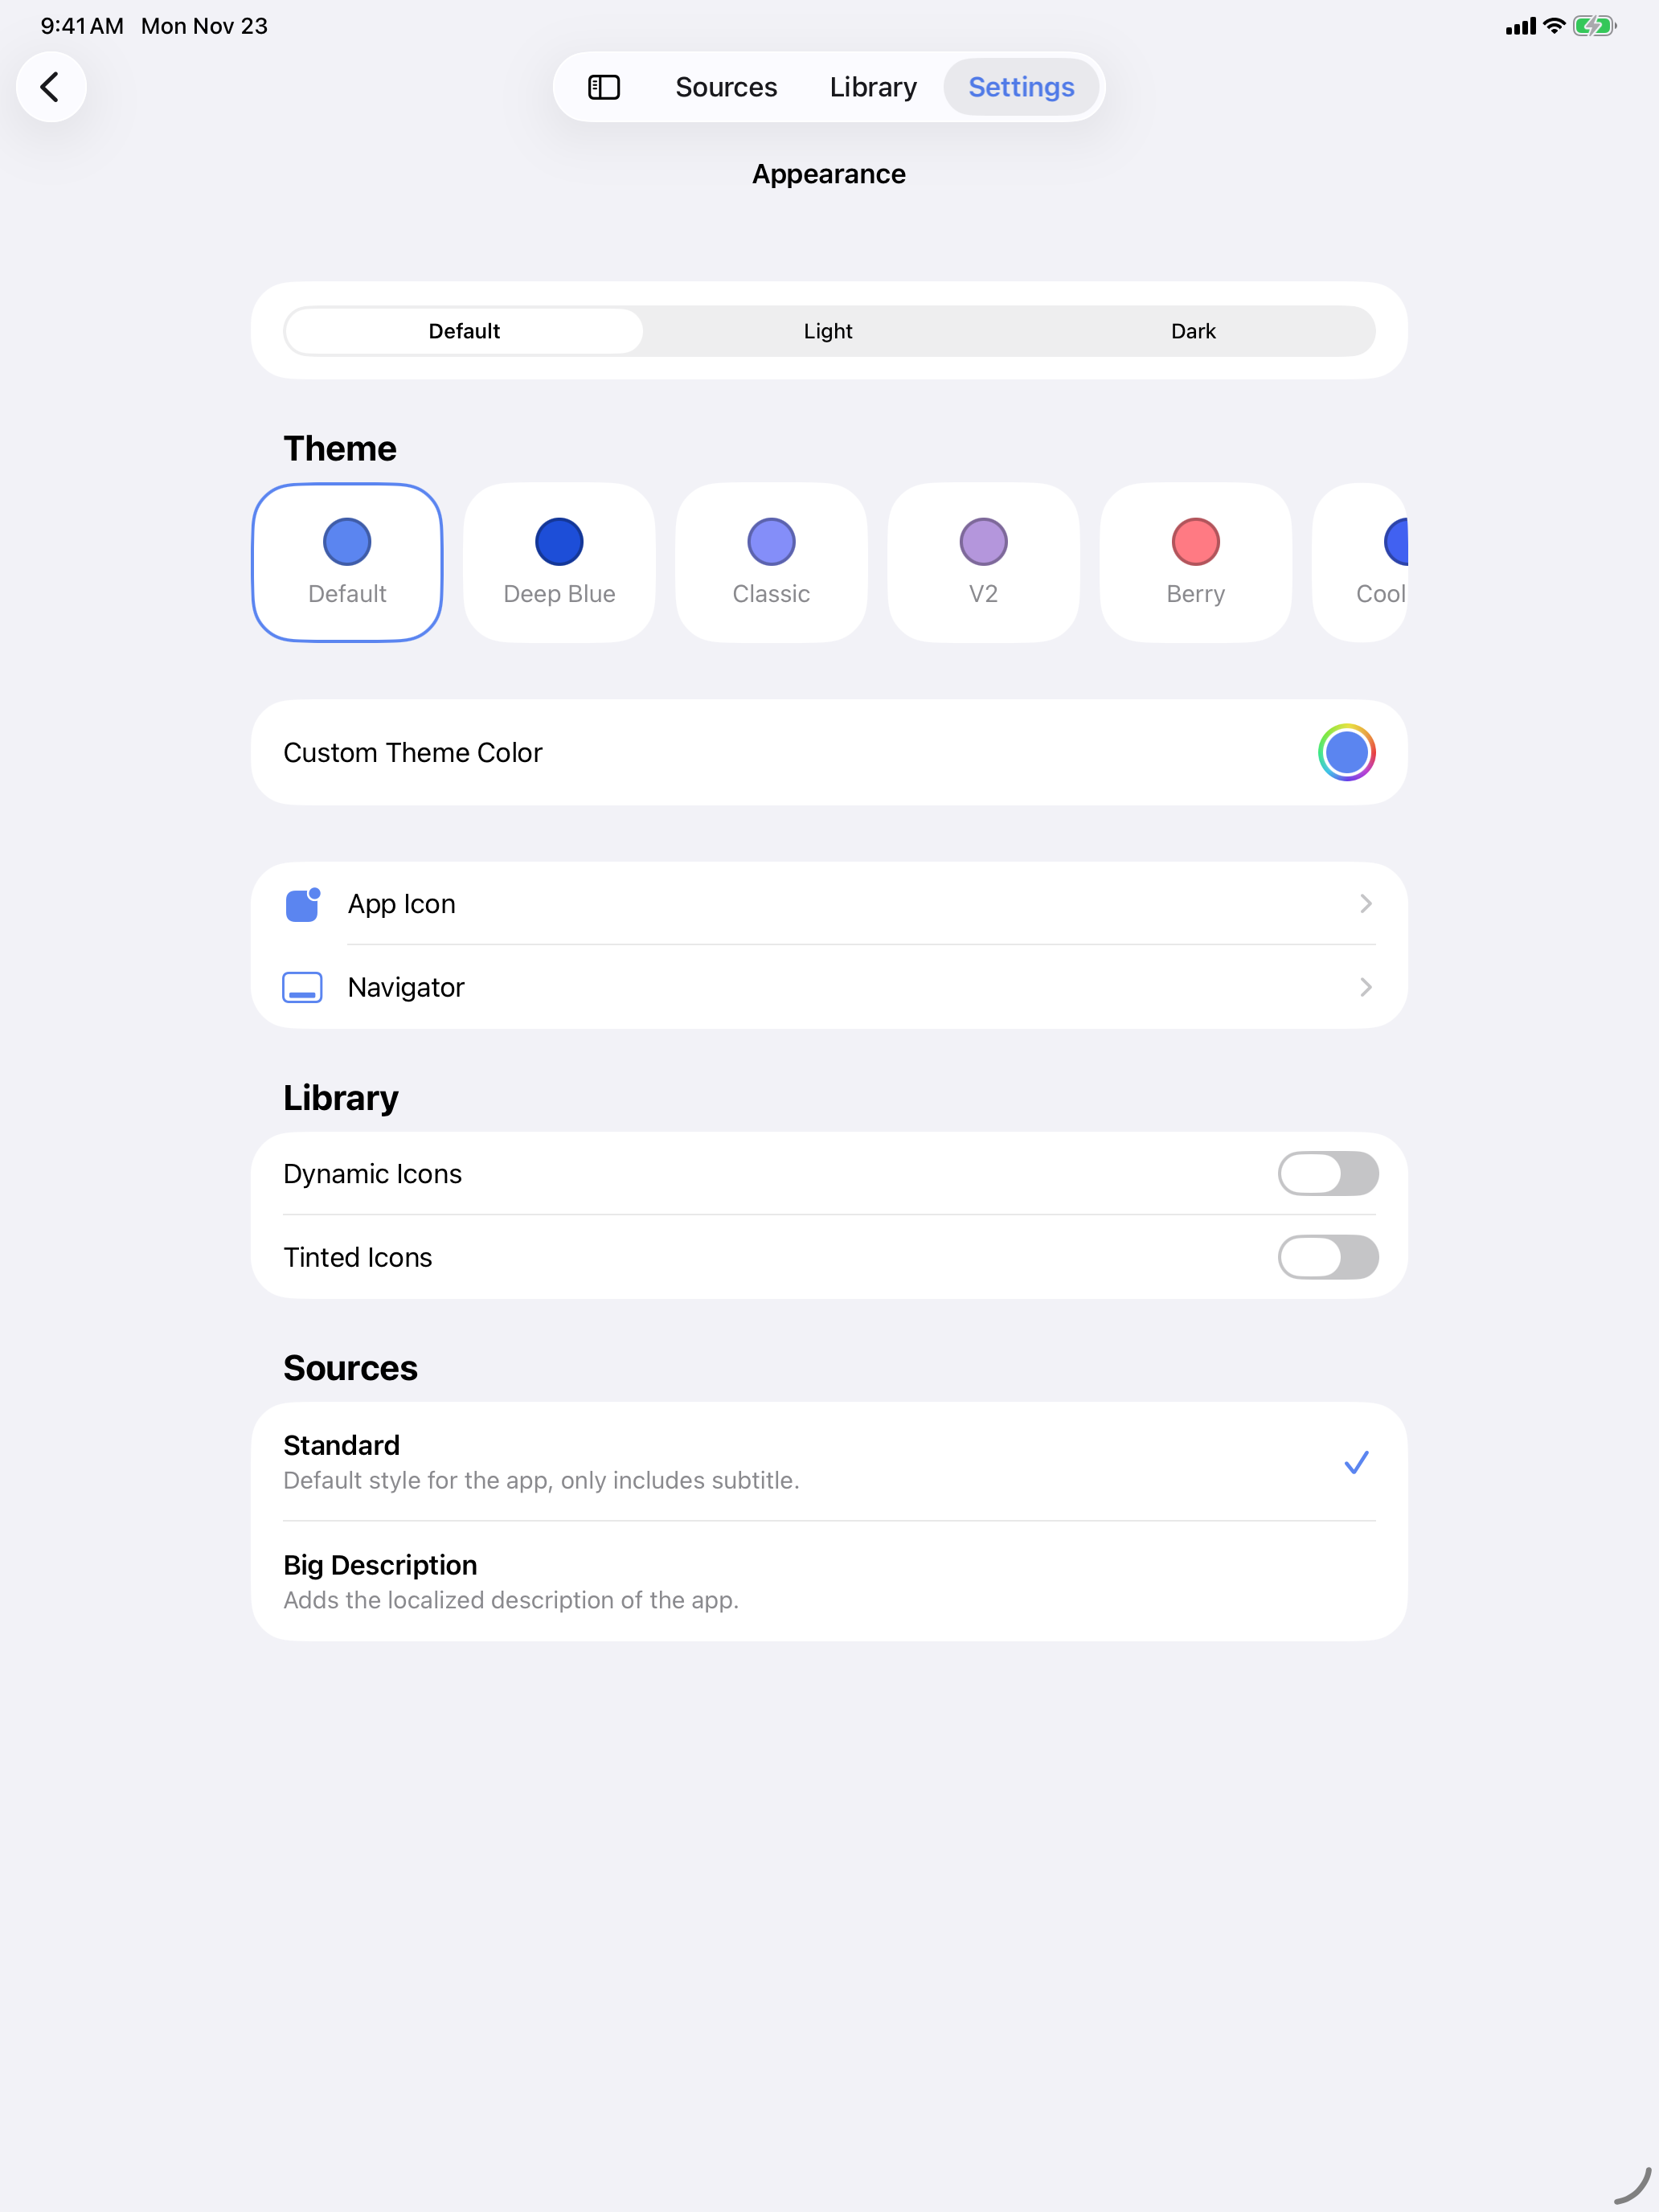 9:41 AM Mon Nov 23
Sources Library Settings
Appearance
Default Light Dark
Theme
Default Deep Blue Classic V2 Berry Cool
Custom Theme Color
App Icon
Navigator
Library
Dynamic Icons
Tinted Icons
Sources
Standard
Default style for the app, only includes subtitle.
Big Description
Adds the localized description of the app.